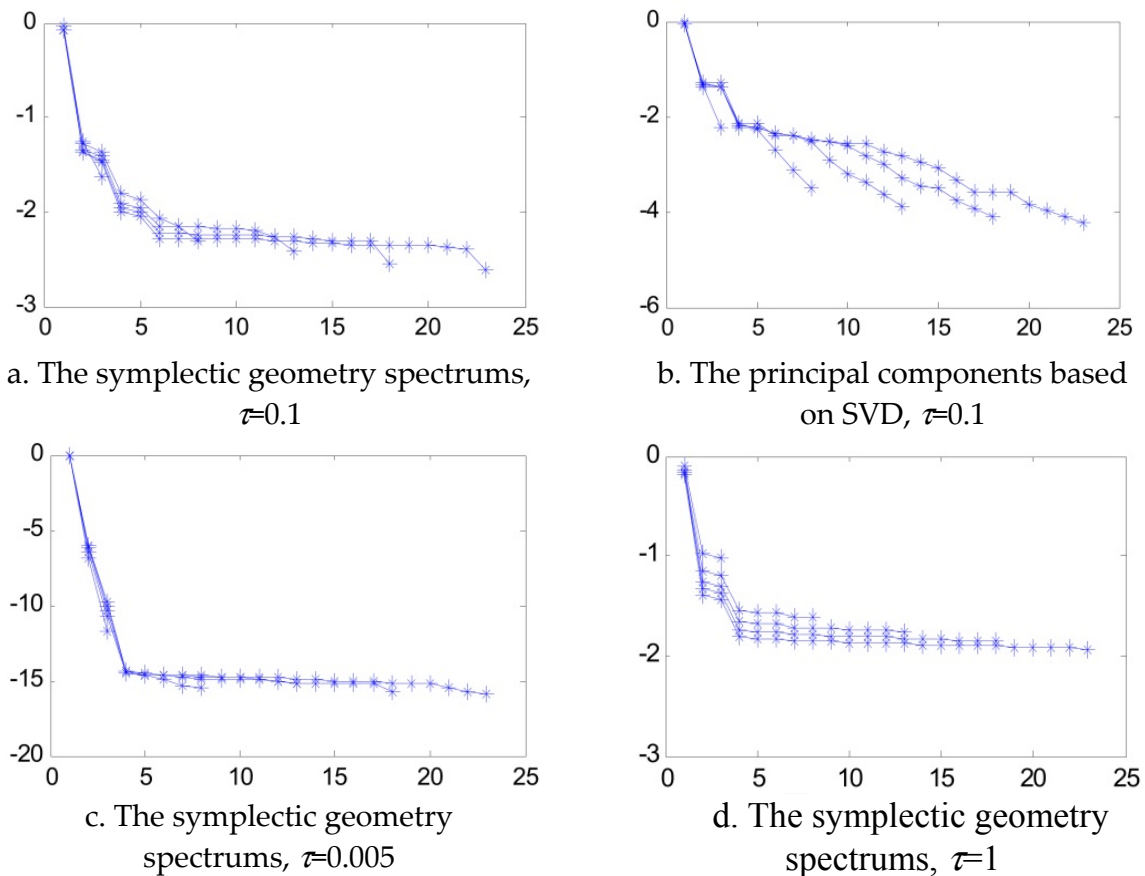 0
-1
-2
-3
0 5 10 15 20 25
a. The symplectic geometry spectrums,
τ=0.1
0
-2
-4
-6
0 5 10 15 20 25
b. The principal components based
on SVD, τ=0.1
0
-5
-10
-15
-20
0 5 10 15 20 25
c. The symplectic geometry
spectrums, τ=0.005
0
-1
-2
-3
0 5 10 15 20 25
d. The symplectic geometry
spectrums, τ=1